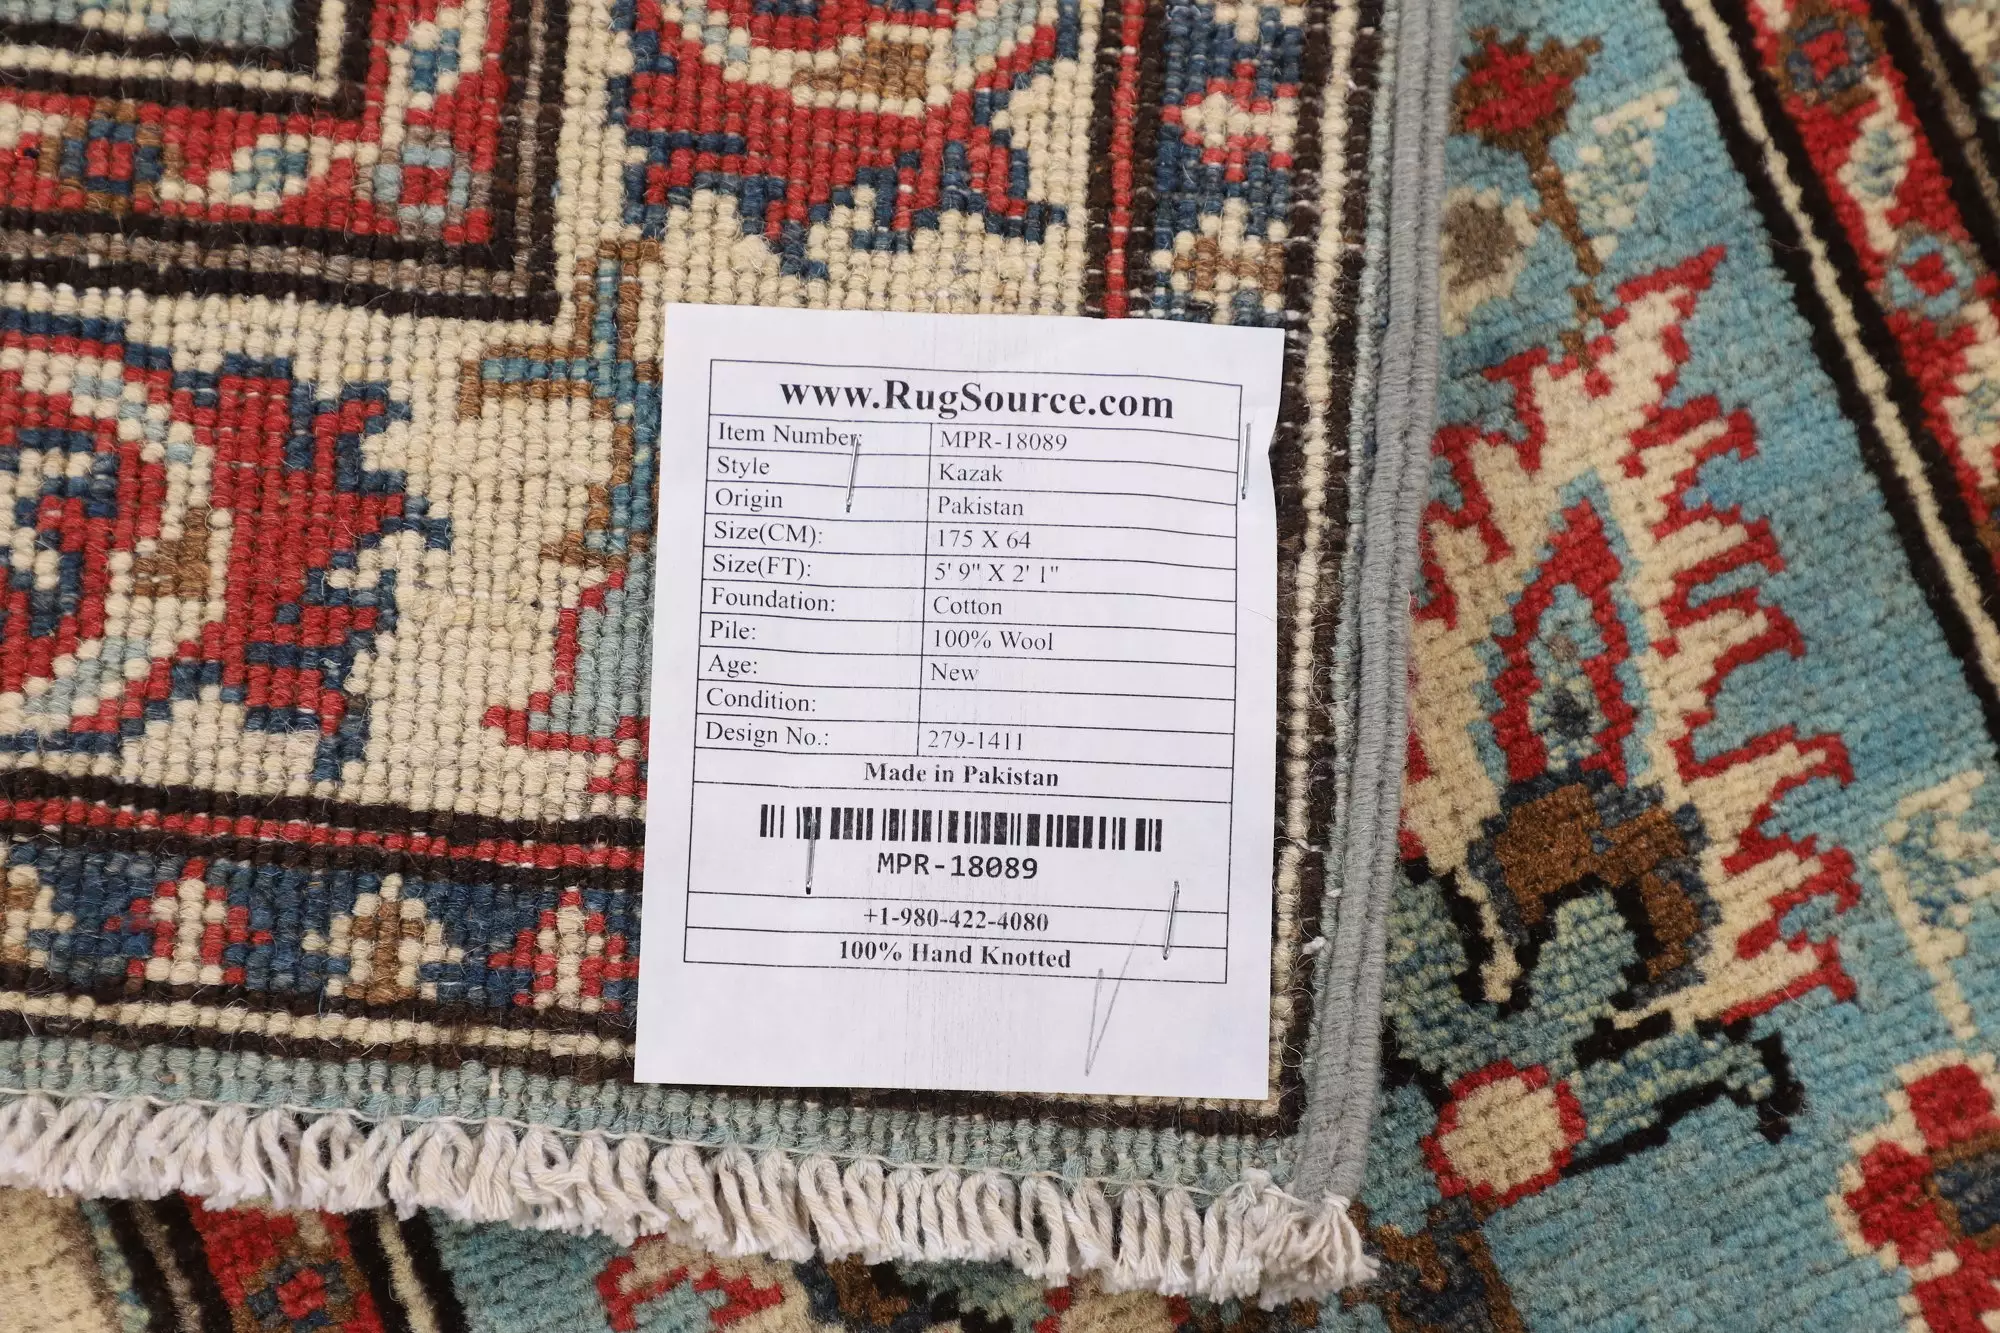 www.RugSource.com
Item Number: MPR-18089
Style Kazak
Origin Pakistan
Size(CM): 175 X 64
Size(FT): 5' 9" X 2' 1"
Foundation: Cotton
Pile: 100% Wool
Age: New
Condition:
Design No.: 279-1411
Made in Pakistan
MPR-18089
+1-980-422-4080
100% Hand Knotted